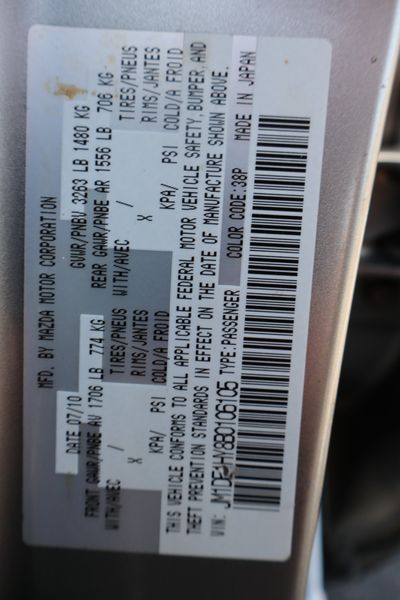 MFD. BY MAZDA MOTOR CORPORATION
DATE 07/10 GVWR/PNBV 3263 LB 1480 KG
FRONT GAWR/PNBE AV 1706 LB 774 KG REAR GAWR/PNBE AR 1556 LB 706 KG
WITH/AVEC / TIRES/PNEUS WITH/AVEC / TIRES/PNEUS
X RIMS/JANTES X RIMS/JANTES
KPA/ PSI COLD/A FROID KPA/ PSI COLD/A FROID
THIS VEHICLE CONFORMS TO ALL APPLICABLE FEDERAL MOTOR VEHICLE SAFETY, BUMPER, AND
THEFT PREVENTION STANDARDS IN EFFECT ON THE DATE OF MANUFACTURE SHOWN ABOVE.
VIN: TYPE:PASSENGER COLOR CODE:38P MADE IN JAPAN